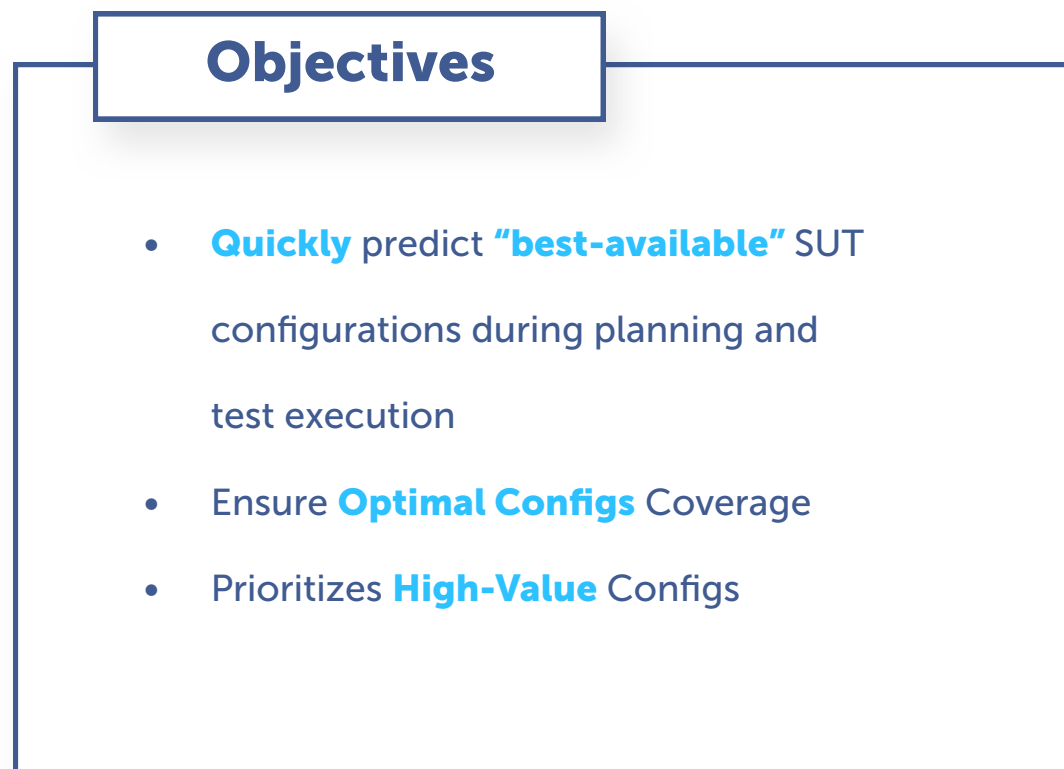 Objectives
• Quickly predict “best-available” SUT
configurations during planning and
test execution
• Ensure Optimal Configs Coverage
• Prioritizes High-Value Configs